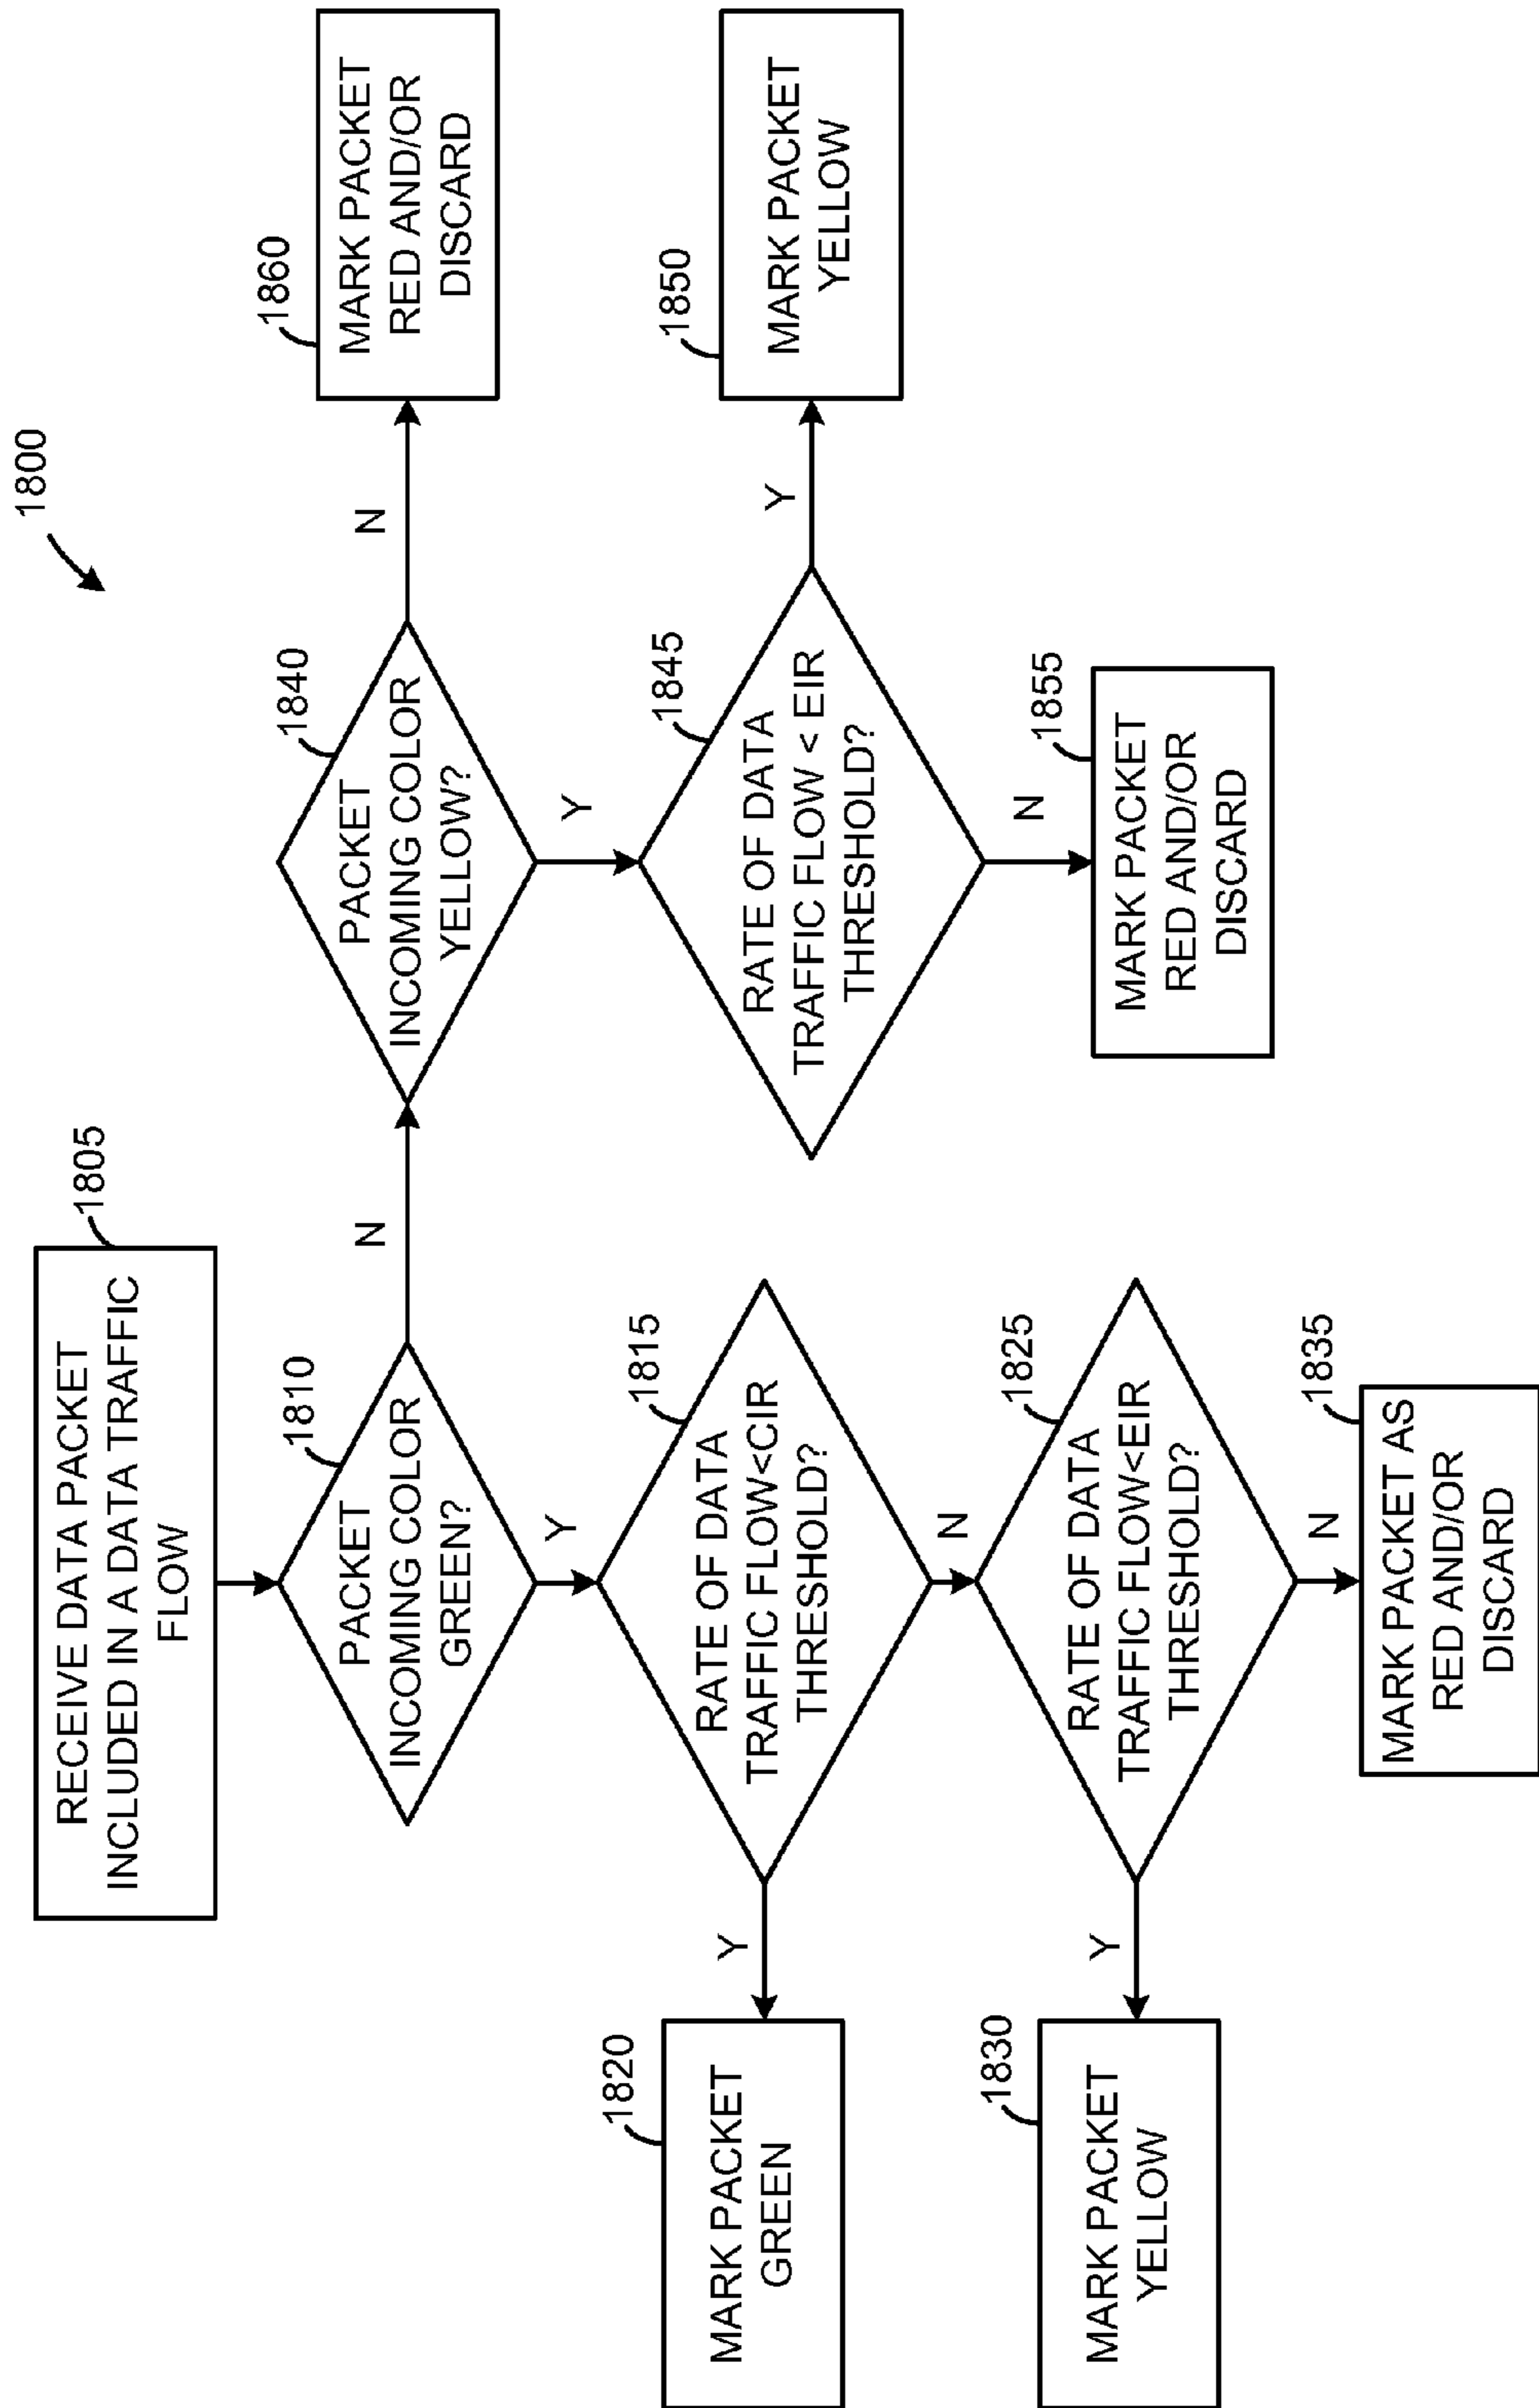 1800
RECEIVE DATA PACKET
INCLUDED IN A DATA TRAFFIC
FLOW
1805
PACKET
INCOMING COLOR
GREEN?
1810
N
PACKET
INCOMING COLOR
YELLOW?
1840
N
MARK PACKET
RED AND/OR
DISCARD
1860
Y
Y
RATE OF DATA
TRAFFIC FLOW<CIR
THRESHOLD?
1815
Y
MARK PACKET
GREEN
1820
RATE OF DATA
TRAFFIC FLOW < EIR
THRESHOLD?
1845
Y
MARK PACKET
YELLOW
1850
N
N
RATE OF DATA
TRAFFIC FLOW<EIR
THRESHOLD?
1825
Y
MARK PACKET
YELLOW
1830
MARK PACKET
RED AND/OR
DISCARD
1855
N
MARK PACKET AS
RED AND/OR
DISCARD
1835